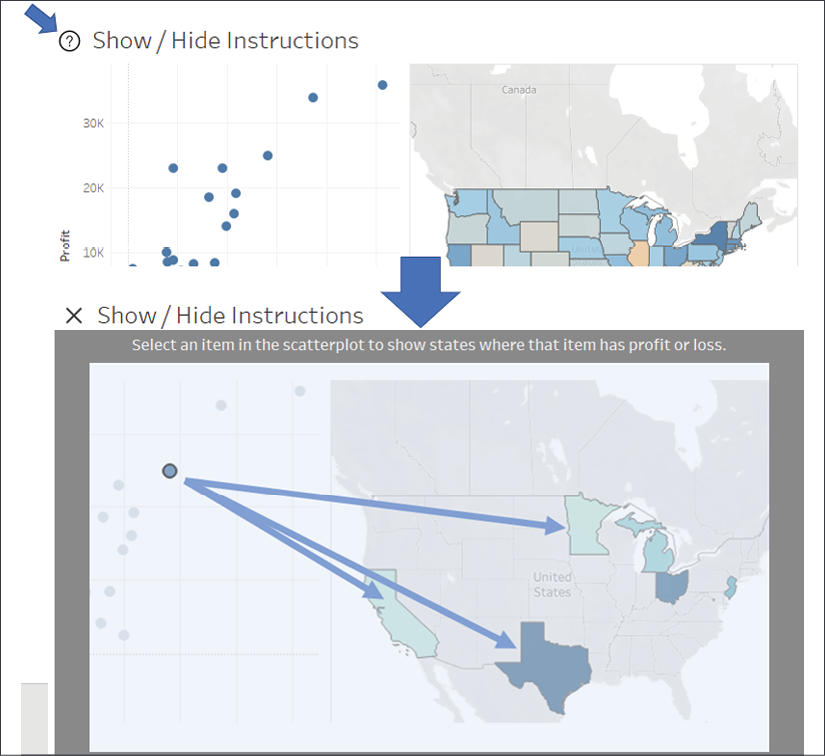 ? Show / Hide Instructions
Canada
30K
20K
10K
Profit
✕ Show / Hide Instructions
Select an item in the scatterplot to show states where that item has profit or loss.
United
States